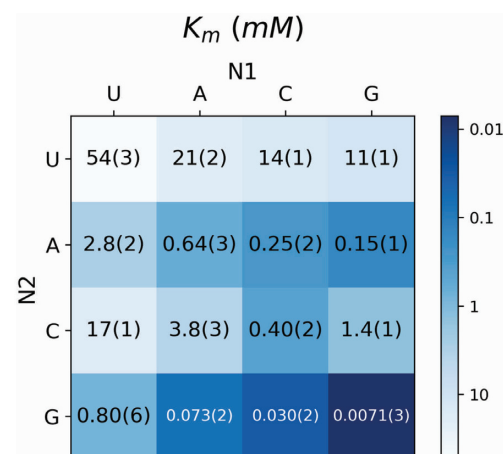 K_m (mM)
N1
U A C G
0.01
U 54(3) 21(2) 14(1) 11(1)
0.1
A 2.8(2) 0.64(3) 0.25(2) 0.15(1)
N2
1
C 17(1) 3.8(3) 0.40(2) 1.4(1)
10
G 0.80(6) 0.073(2) 0.030(2) 0.0071(3)